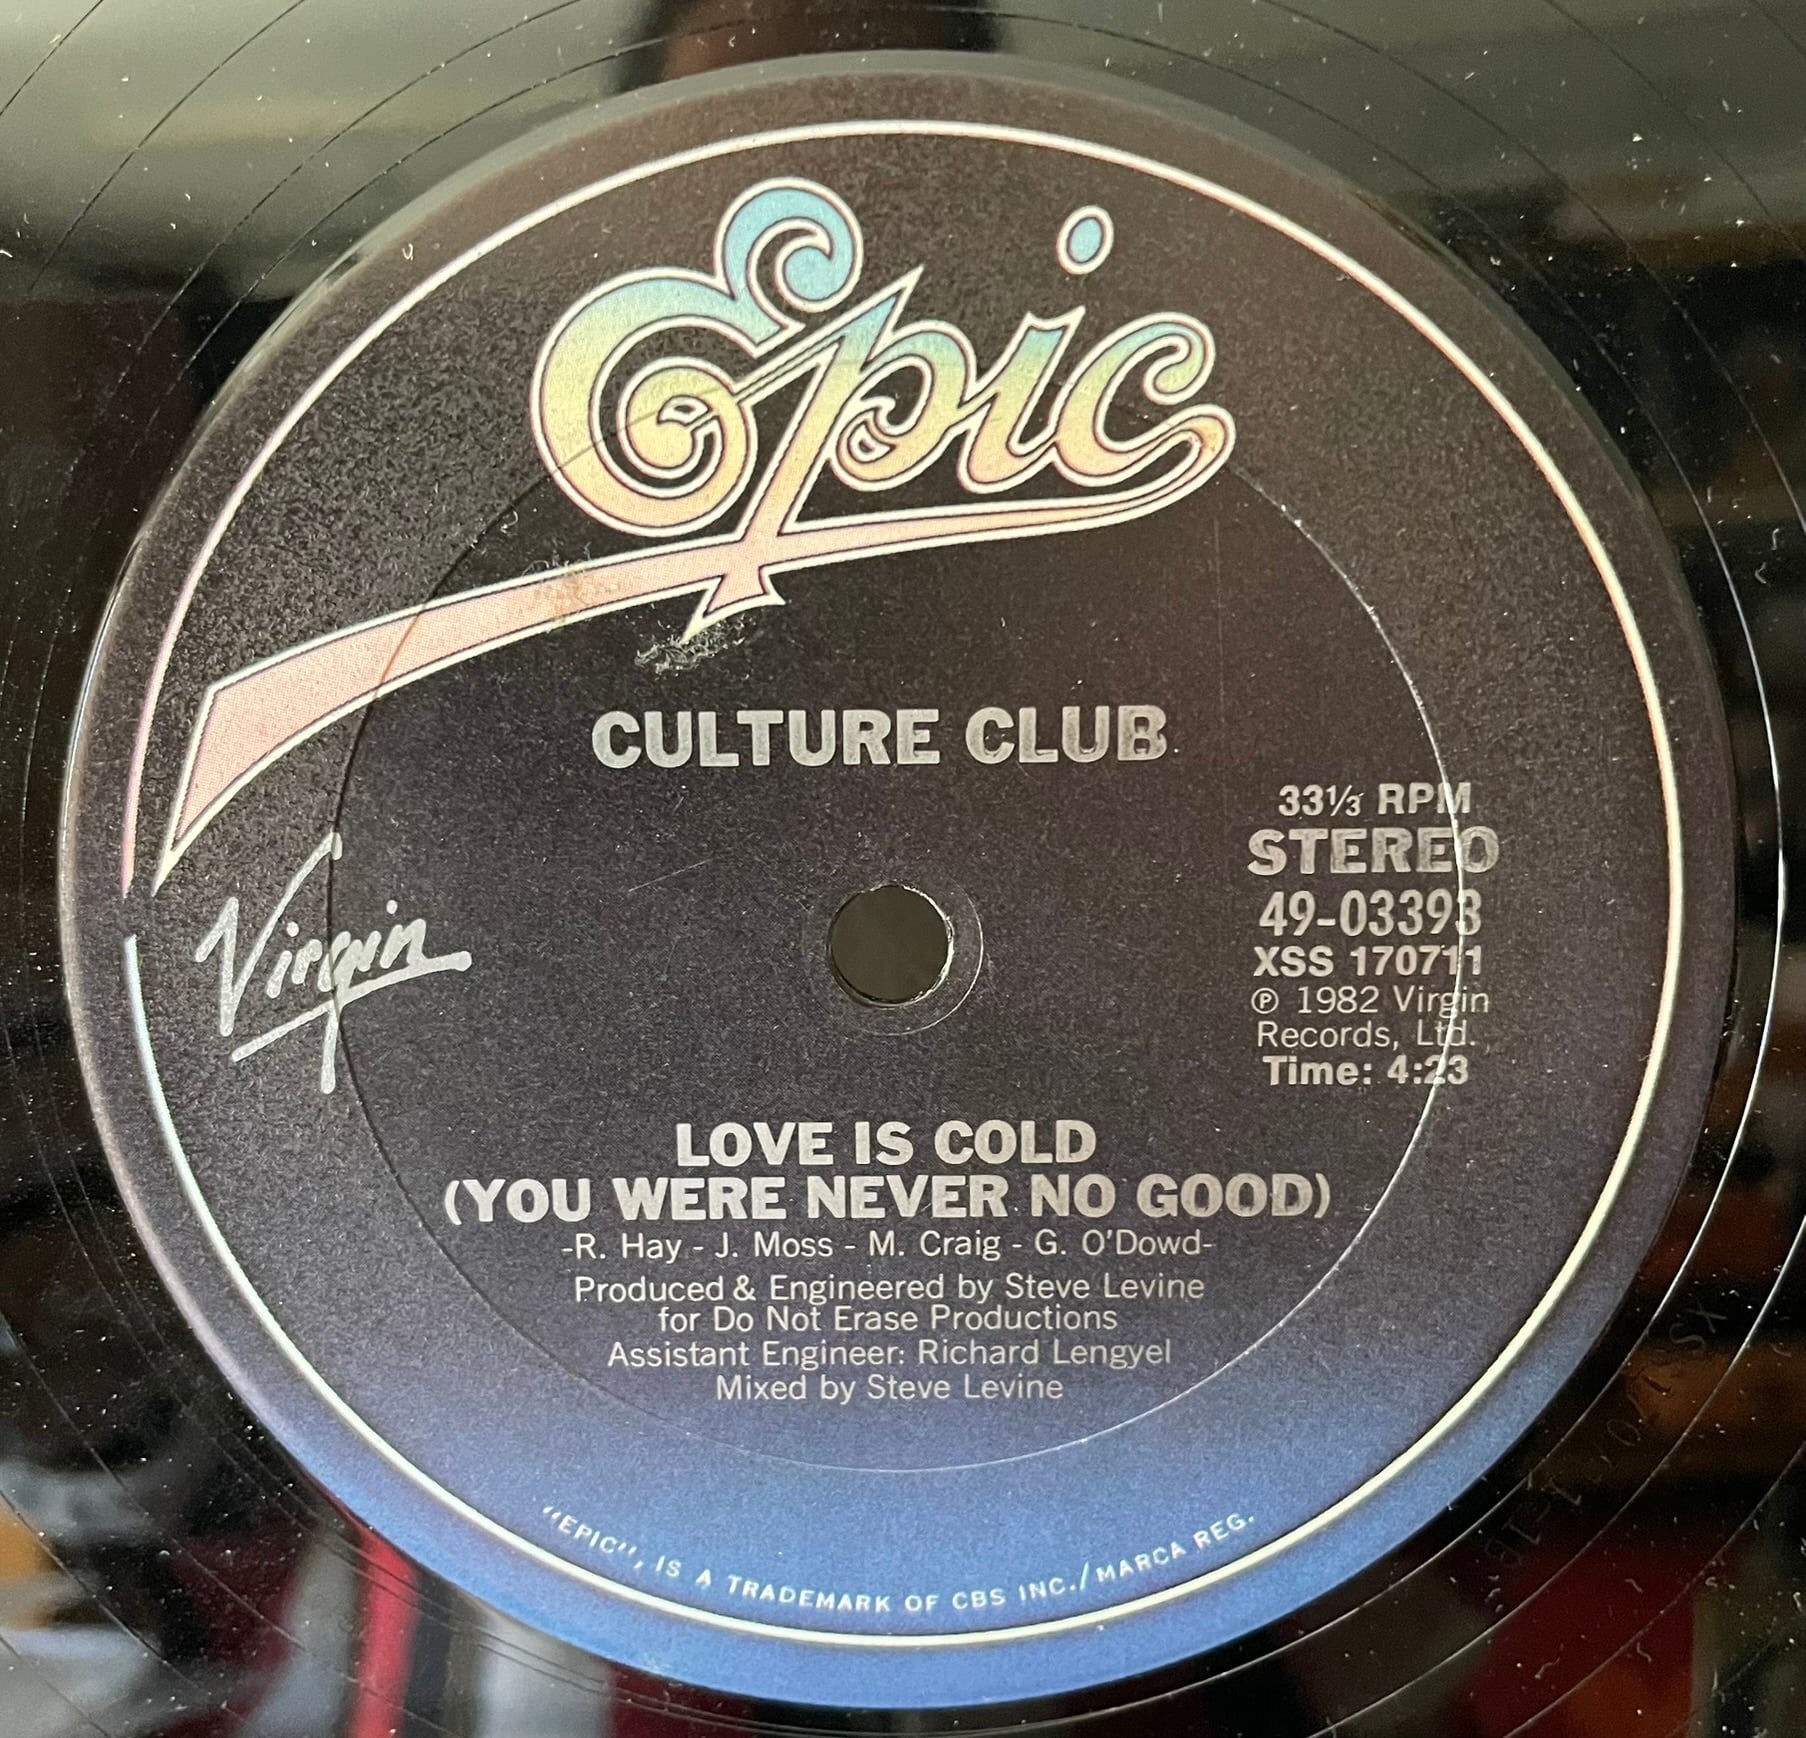 Epic
CULTURE CLUB
33⅓ RPM
STEREO
49-03393
XSS 170711
℗ 1982 Virgin
Records, Ltd.
Time: 4:23
Virgin
LOVE IS COLD
(YOU WERE NEVER NO GOOD)
-R. Hay - J. Moss - M. Craig - G. O'Dowd-
Produced & Engineered by Steve Levine
for Do Not Erase Productions
Assistant Engineer: Richard Lengyel
Mixed by Steve Levine
"EPIC", IS A TRADEMARK OF CBS INC./MARCA REG.